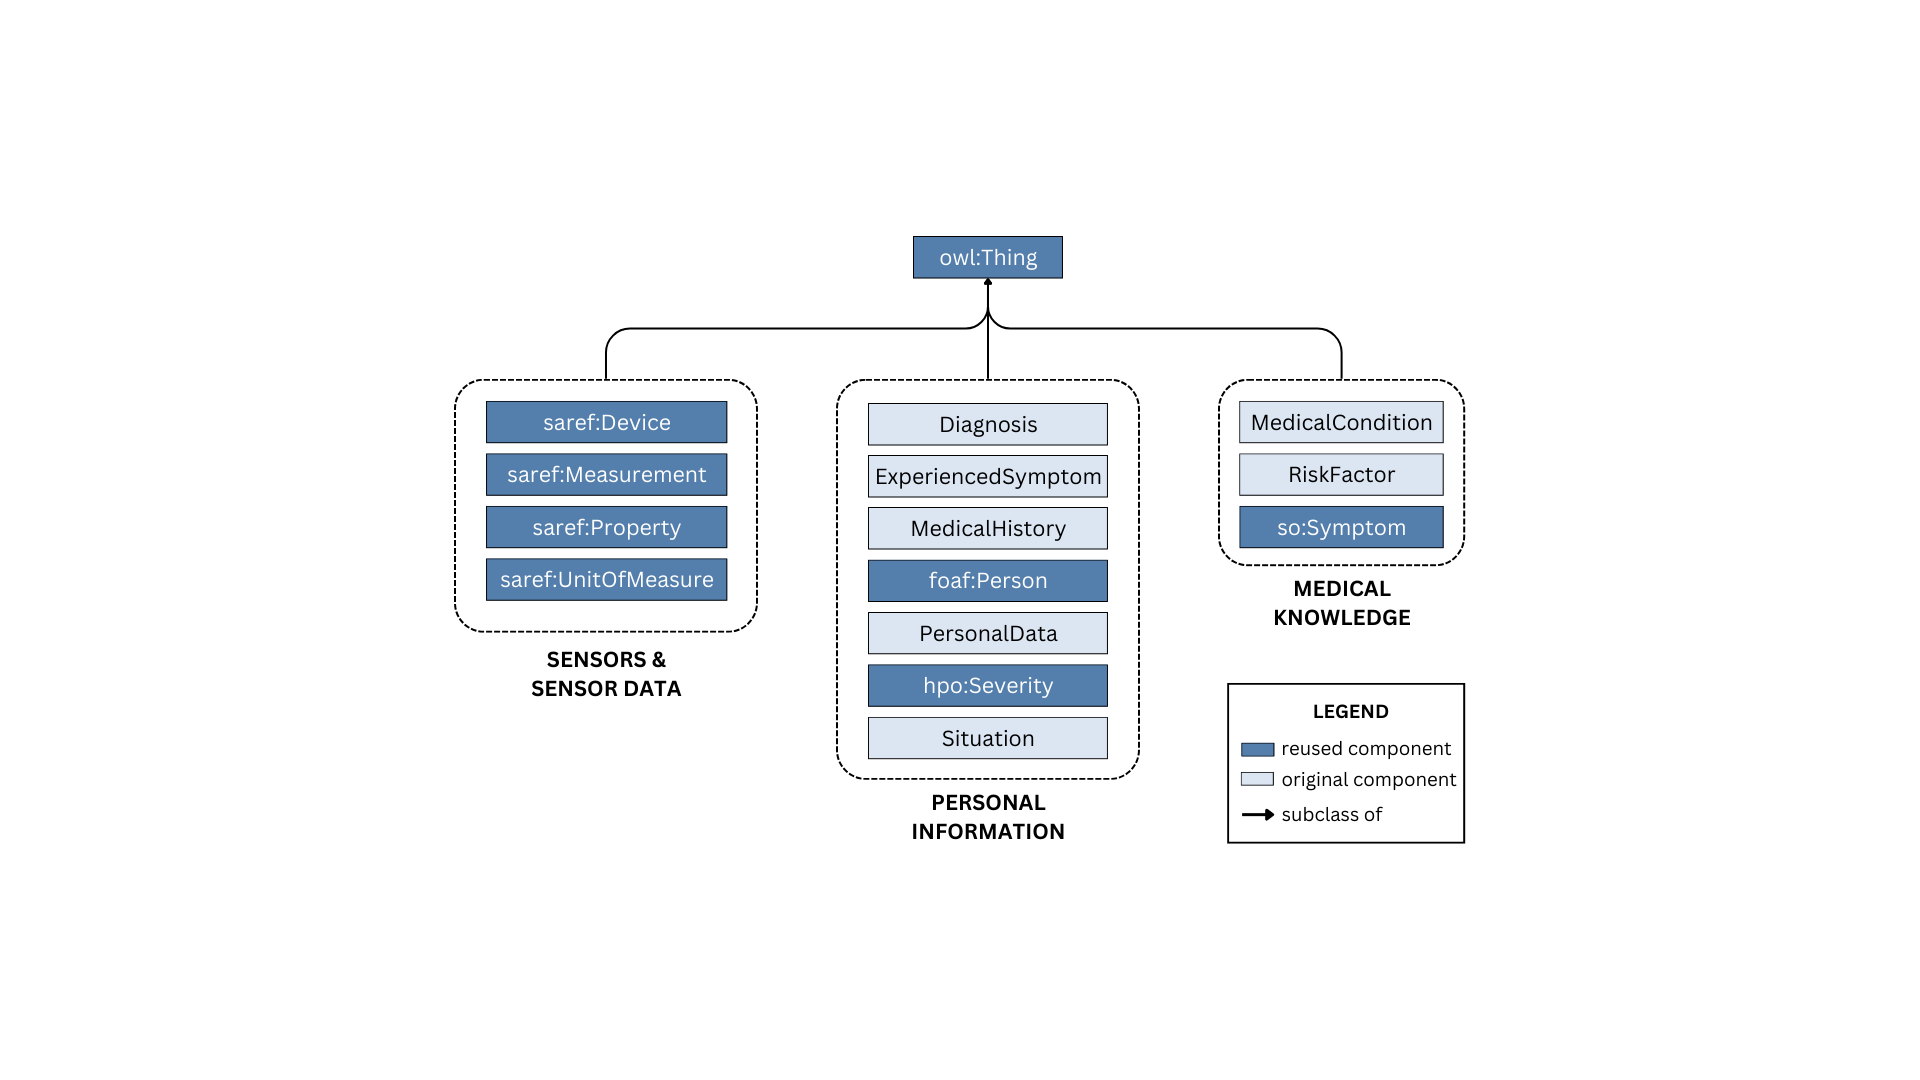 owl:Thing
saref:Device
saref:Measurement
saref:Property
saref:UnitOfMeasure
SENSORS &
SENSOR DATA
Diagnosis
ExperiencedSymptom
MedicalHistory
foaf:Person
PersonalData
hpo:Severity
Situation
PERSONAL
INFORMATION
MedicalCondition
RiskFactor
so:Symptom
MEDICAL
KNOWLEDGE
LEGEND
reused component
original component
subclass of